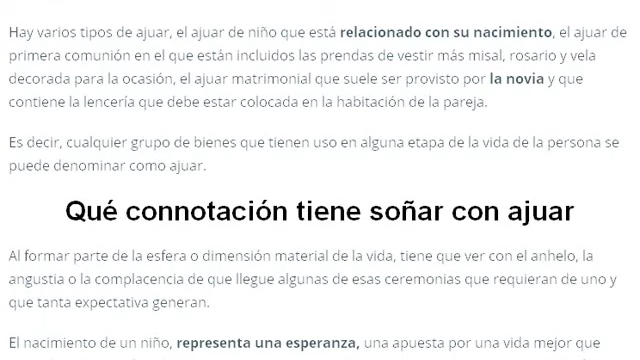 Hay varios tipos de ajuar, el ajuar de niño que está relacionado con su nacimiento, el ajuar de
primera comunión en el que están incluidos las prendas de vestir más misal, rosario y vela
decorada para la ocasión, el ajuar matrimonial que suele ser provisto por la novia y que
contiene la lencería que debe estar colocada en la habitación de la pareja.
Es decir, cualquier grupo de bienes que tienen uso en alguna etapa de la vida de la persona se
puede denominar como ajuar.
Qué connotación tiene soñar con ajuar
Al formar parte de la esfera o dimensión material de la vida, tiene que ver con el anhelo, la
angustia o la complacencia de que llegue algunas de esas ceremonias que requieran de uno y
que tanta expectativa generan.
El nacimiento de un niño, representa una esperanza, una apuesta por una vida mejor que